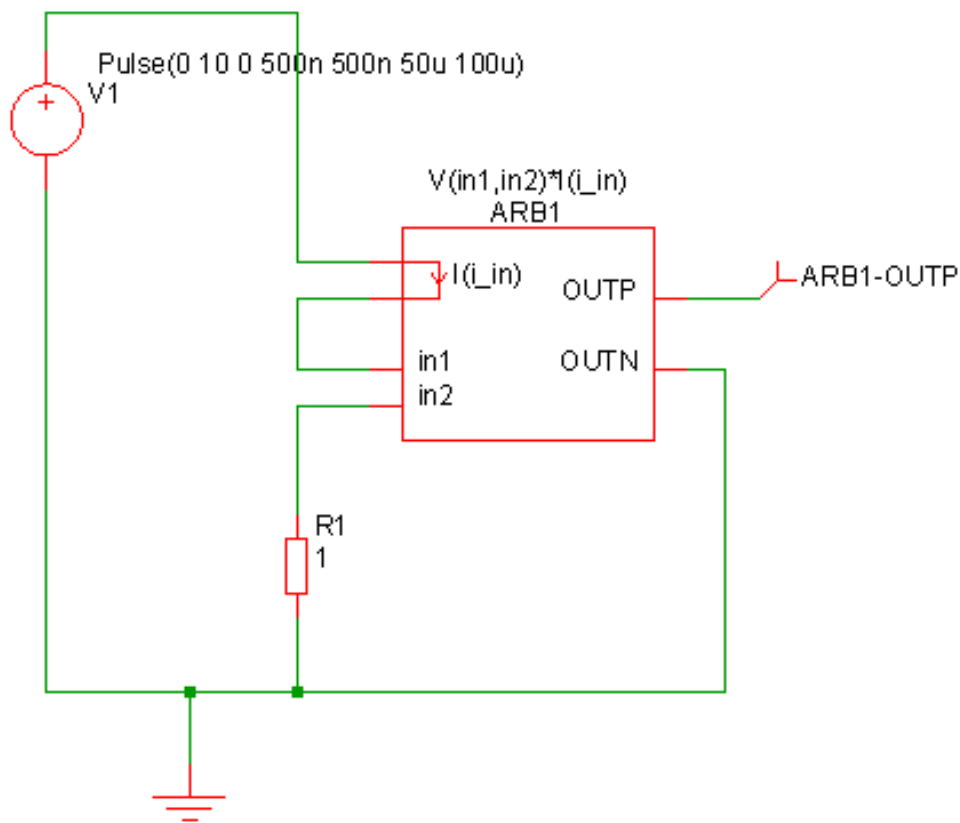 Pulse(0 10 0 500n 500n 50u 100u)
V1
V(in1,in2)*I(i_in)
ARB1
I(i_in)
OUTP
ARB1-OUTP
in1
OUTN
in2
R1
1